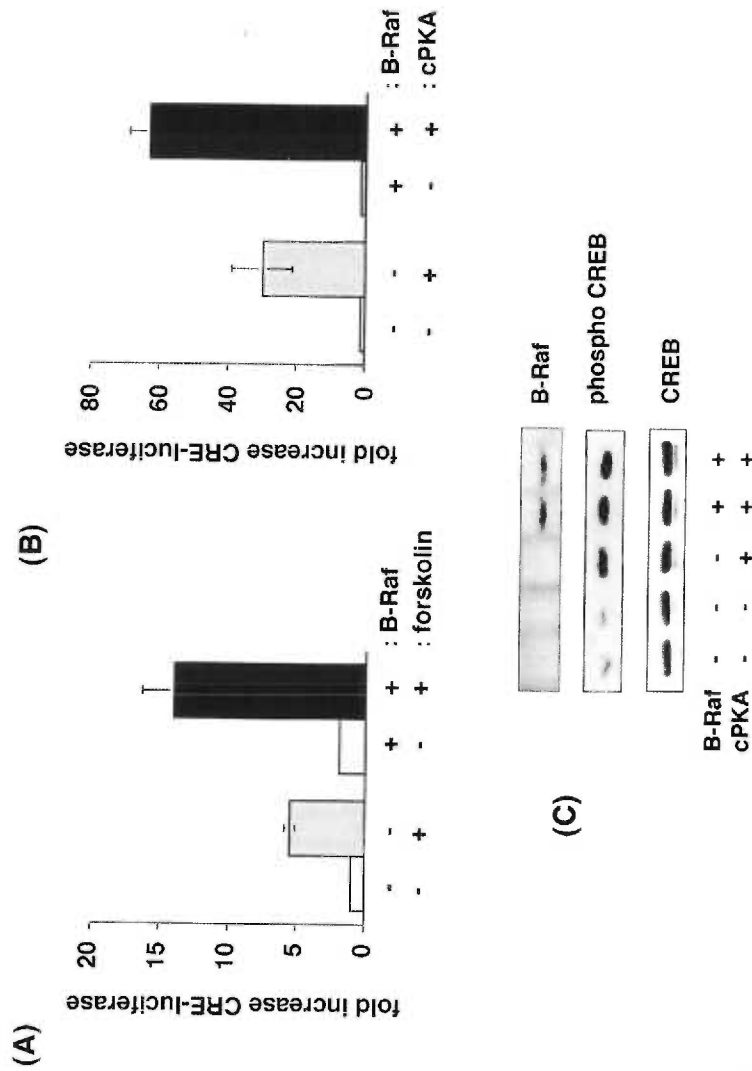 (A)
fold increase CRE-luciferase
20
15
10
5
0
- - + + : B-Raf
- + - + : forskolin
(B)
fold increase CRE-luciferase
80
60
40
20
0
- - + + : B-Raf
- + - + : cPKA
(C)
B-Raf
phospho CREB
CREB
B-Raf - - - + +
cPKA - - + + +